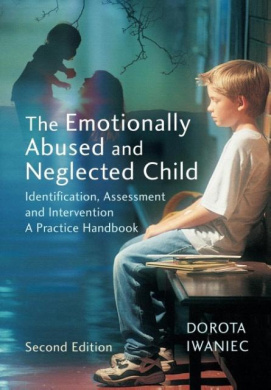 The Emotionally
Abused and
Neglected Child
Identification, Assessment
and Intervention
A Practice Handbook
DOROTA
IWANIEC
Second Edition